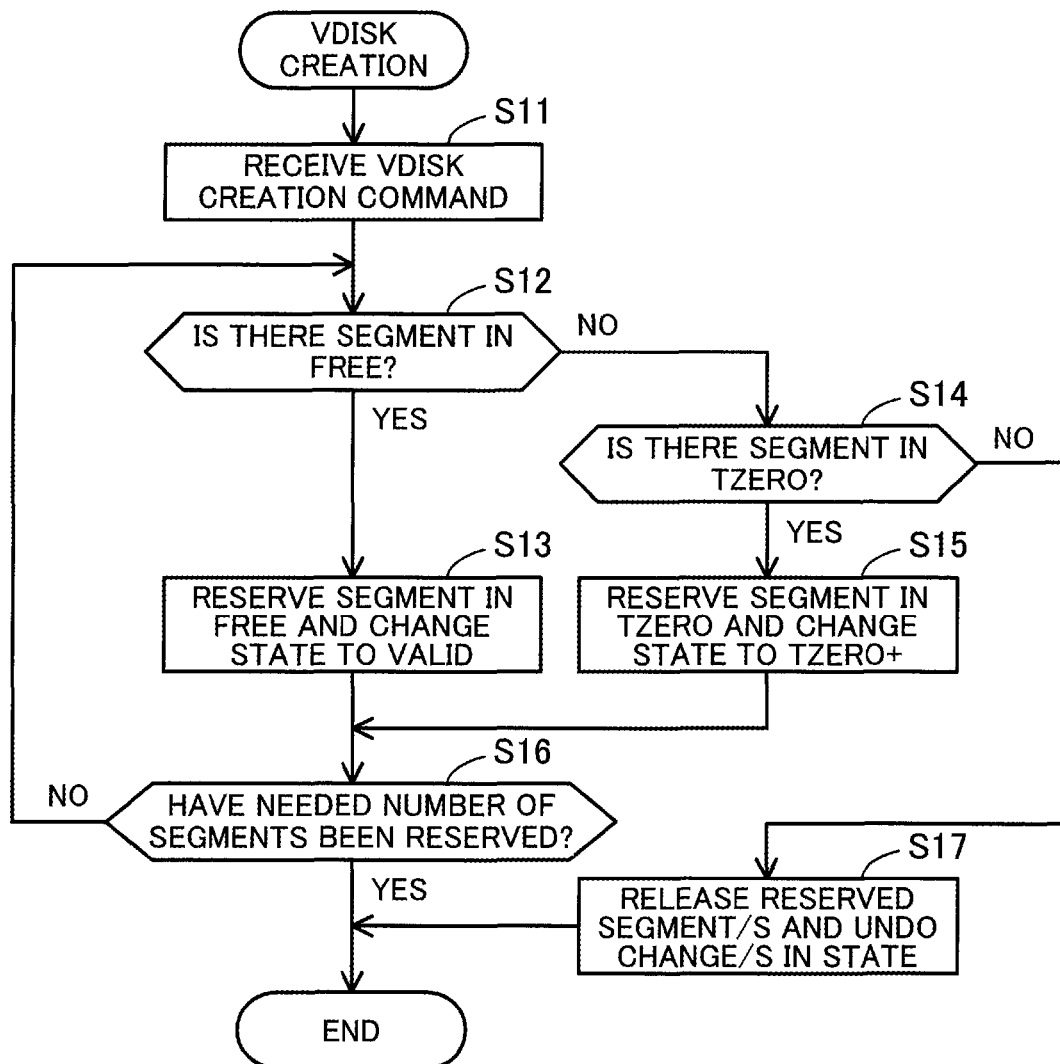 VDISK
CREATION
S11
RECEIVE VDISK
CREATION COMMAND
S12
IS THERE SEGMENT IN
FREE?
NO
YES
S14
IS THERE SEGMENT IN
TZERO?
NO
YES
S13
RESERVE SEGMENT IN
FREE AND CHANGE
STATE TO VALID
S15
RESERVE SEGMENT IN
TZERO AND CHANGE
STATE TO TZERO+
S16
HAVE NEEDED NUMBER OF
SEGMENTS BEEN RESERVED?
NO
YES
S17
RELEASE RESERVED
SEGMENT/S AND UNDO
CHANGE/S IN STATE
END